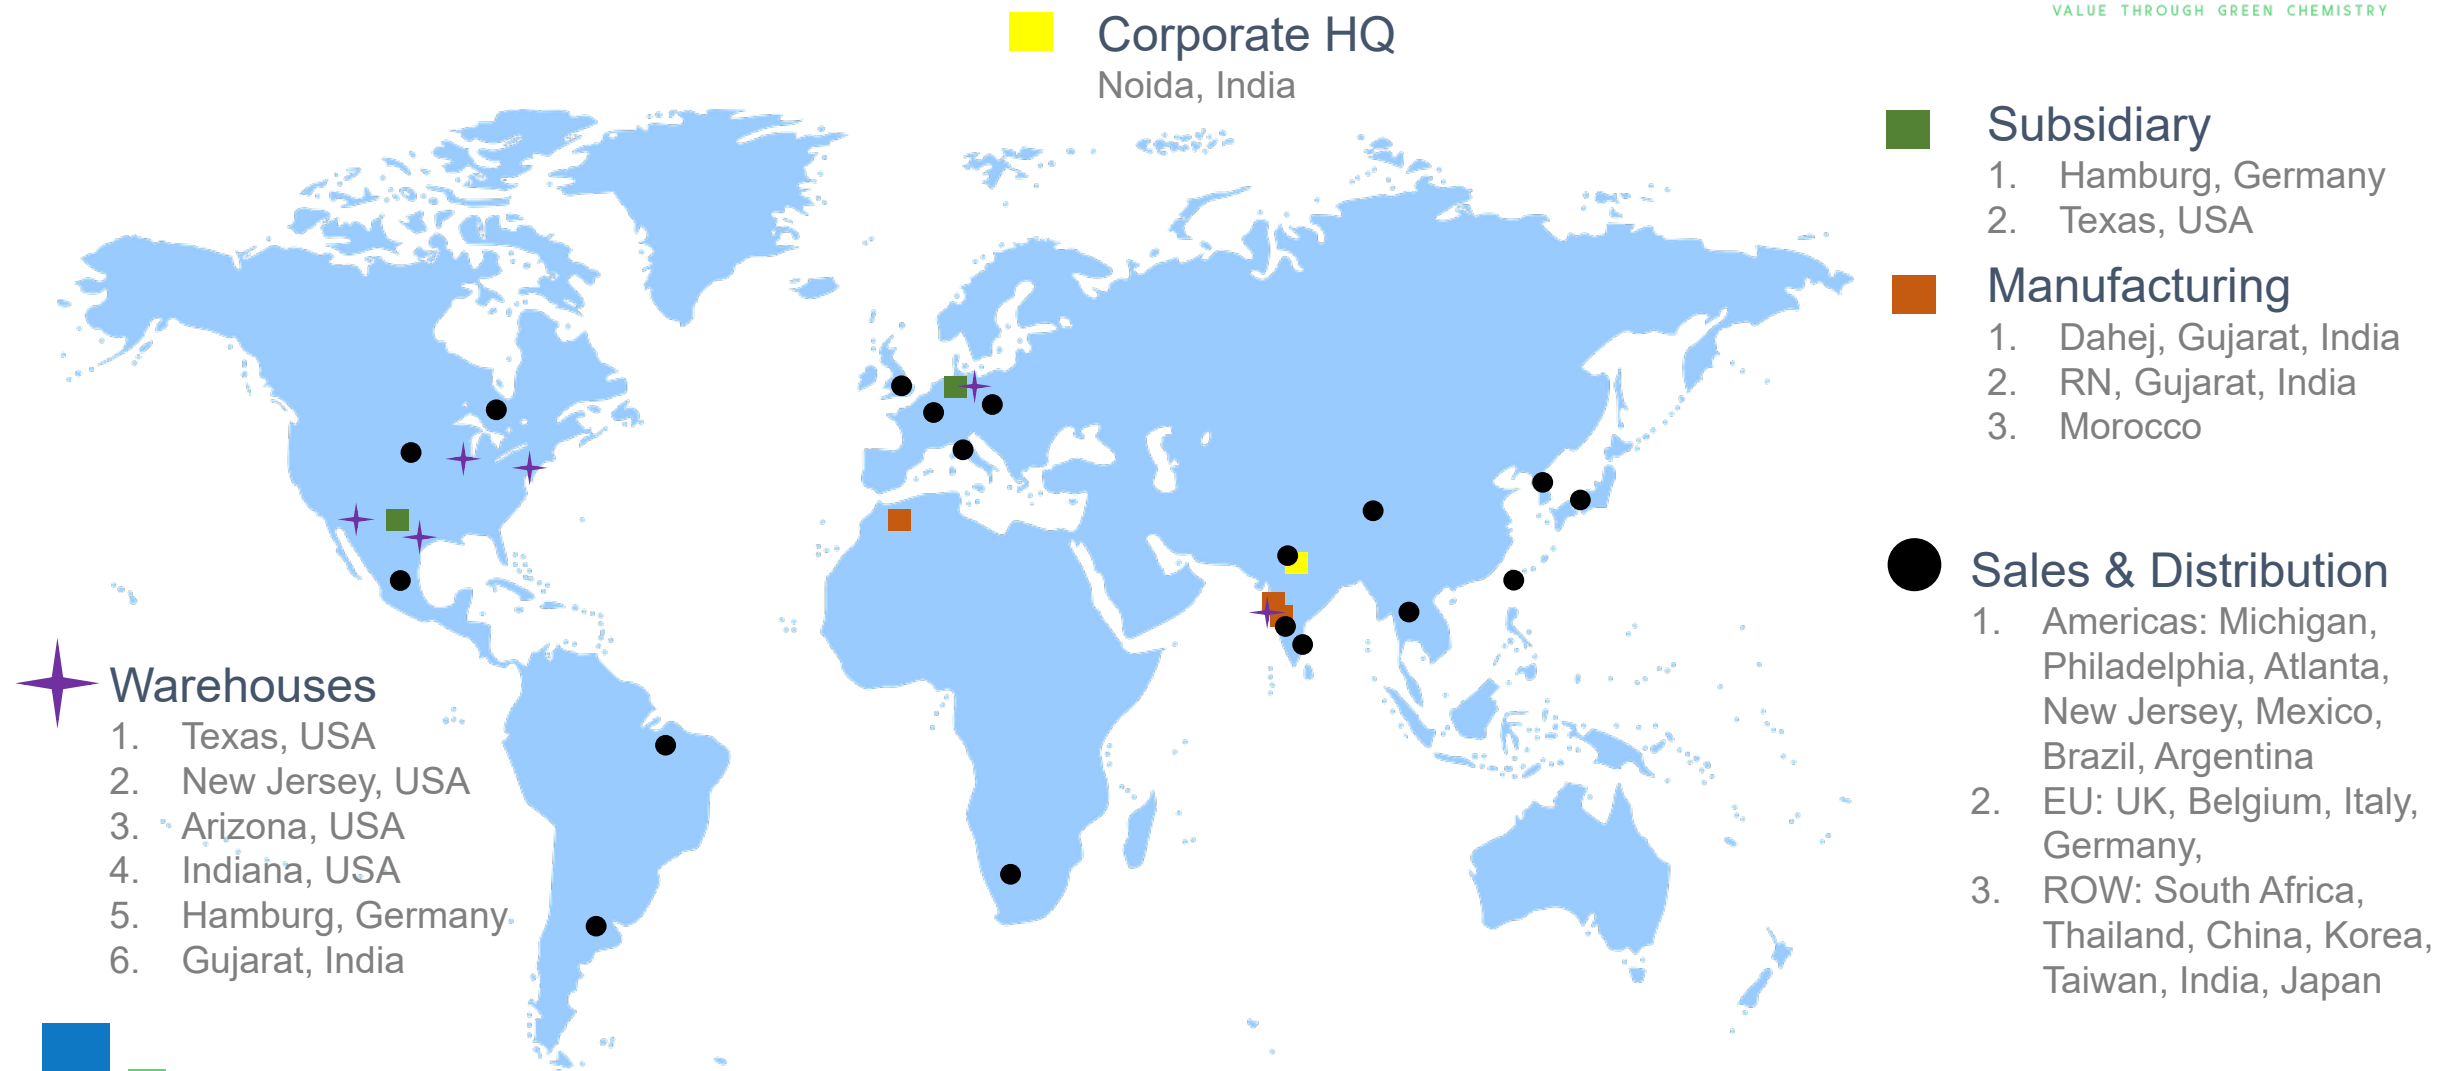 VALUE THROUGH GREEN CHEMISTRY
Corporate HQ
Noida, India
Subsidiary
1. Hamburg, Germany
2. Texas, USA
Manufacturing
1. Dahej, Gujarat, India
2. RN, Gujarat, India
3. Morocco
Sales & Distribution
1. Americas: Michigan,
Philadelphia, Atlanta,
New Jersey, Mexico,
Brazil, Argentina
2. EU: UK, Belgium, Italy,
Germany,
3. ROW: South Africa,
Thailand, China, Korea,
Taiwan, India, Japan
Warehouses
1. Texas, USA
2. New Jersey, USA
3. Arizona, USA
4. Indiana, USA
5. Hamburg, Germany
6. Gujarat, India